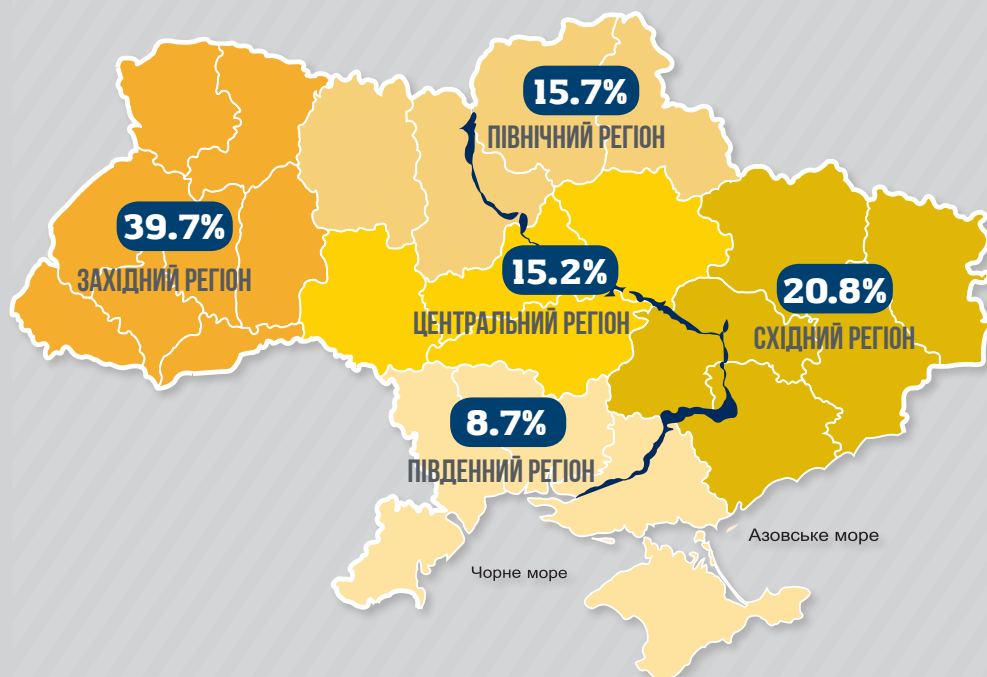 15.7%
ПІВНІЧНИЙ РЕГІОН
39.7%
ЗАХІДНИЙ РЕГІОН
15.2%
ЦЕНТРАЛЬНИЙ РЕГІОН
20.8%
СХІДНИЙ РЕГІОН
8.7%
ПІВДЕННИЙ РЕГІОН
Азовське море
Чорне море